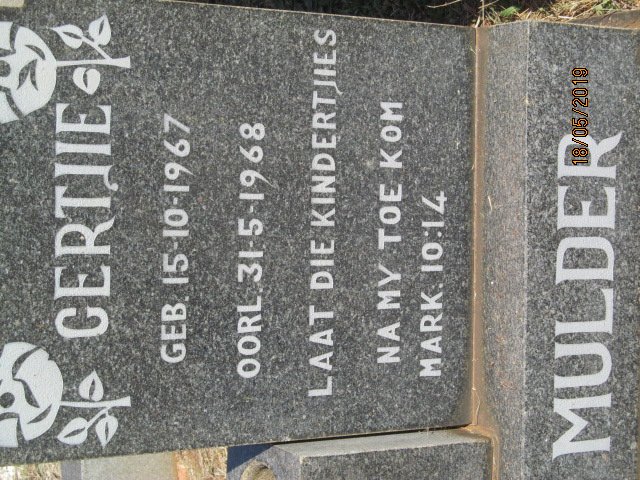 GERTJIE
GEB. 15-10-1967
OORL. 31-5-1968
LAAT DIE KINDERTJIES
NA MY TOE KOM
MARK. 10:14
MULDER
18/05/2019